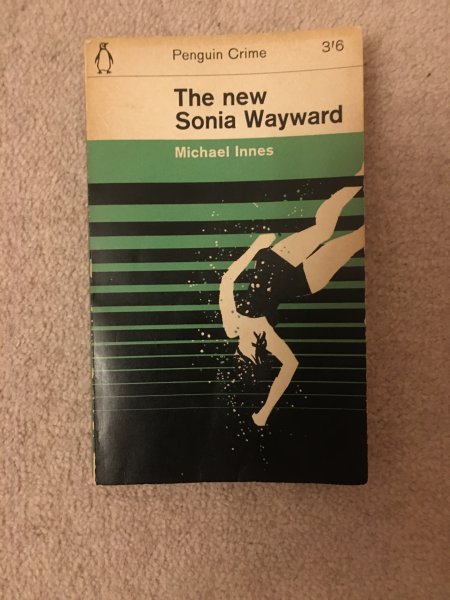 Penguin Crime 3'6
The new
Sonia Wayward
Michael Innes